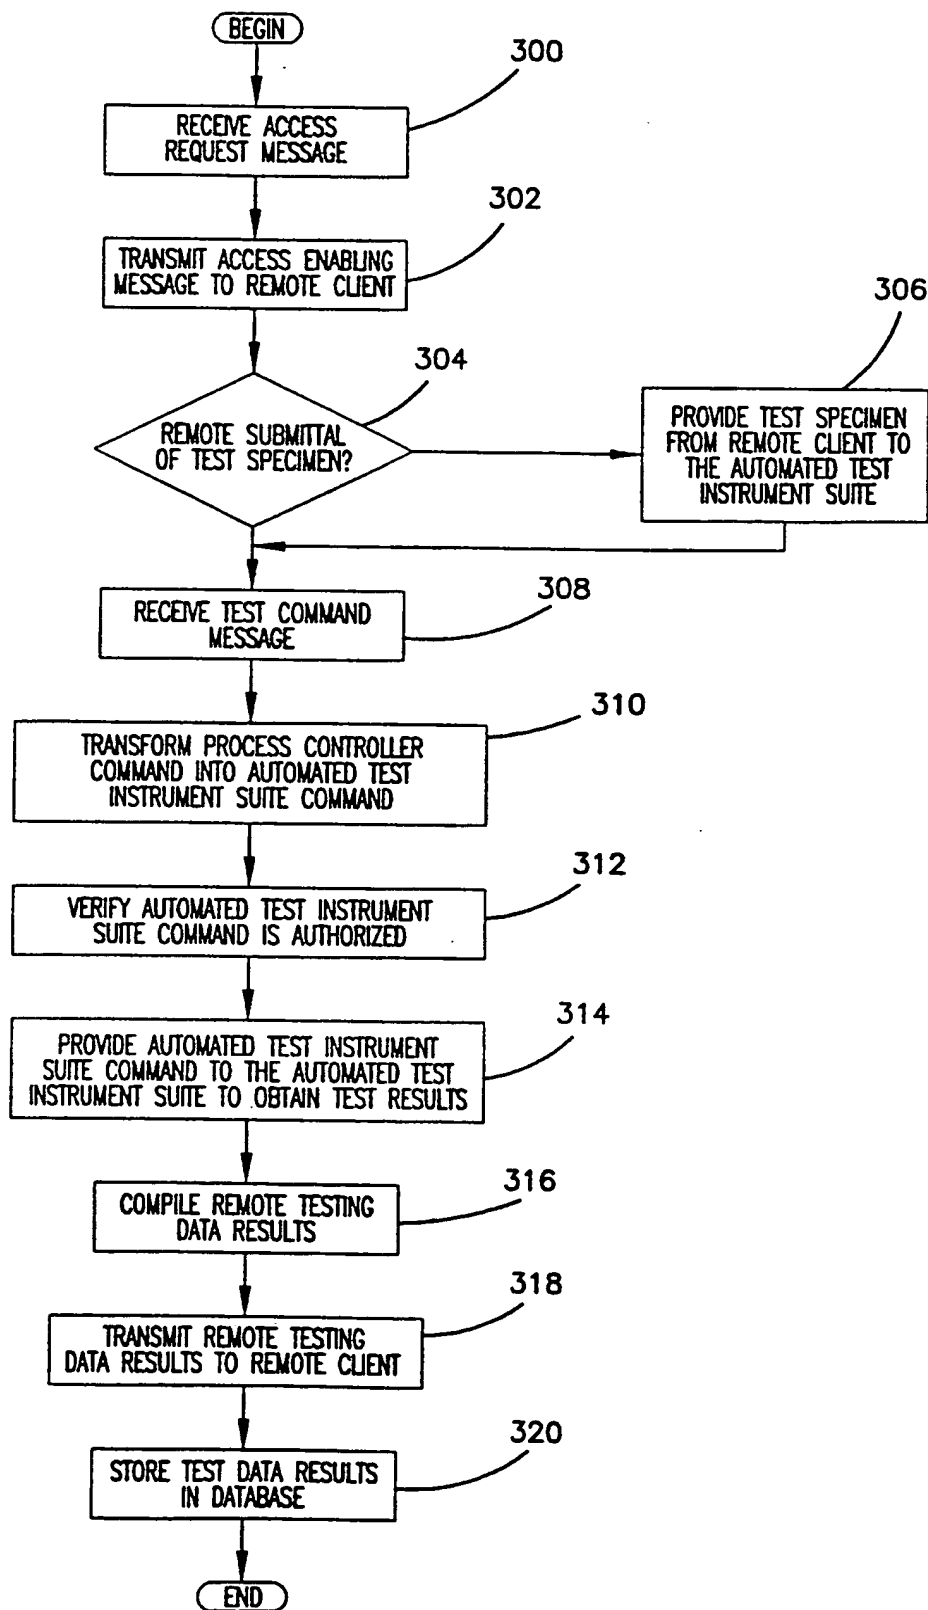 BEGIN
300
RECEIVE ACCESS
REQUEST MESSAGE
302
TRANSMIT ACCESS ENABLING
MESSAGE TO REMOTE CLIENT
304
REMOTE SUBMITTAL
OF TEST SPECIMEN?
306
PROVIDE TEST SPECIMEN
FROM REMOTE CLIENT TO
THE AUTOMATED TEST
INSTRUMENT SUITE
308
RECEIVE TEST COMMAND
MESSAGE
310
TRANSFORM PROCESS CONTROLLER
COMMAND INTO AUTOMATED TEST
INSTRUMENT SUITE COMMAND
312
VERIFY AUTOMATED TEST INSTRUMENT
SUITE COMMAND IS AUTHORIZED
314
PROVIDE AUTOMATED TEST INSTRUMENT
SUITE COMMAND TO THE AUTOMATED TEST
INSTRUMENT SUITE TO OBTAIN TEST RESULTS
316
COMPILE REMOTE TESTING
DATA RESULTS
318
TRANSMIT REMOTE TESTING
DATA RESULTS TO REMOTE CLIENT
320
STORE TEST DATA RESULTS
IN DATABASE
END